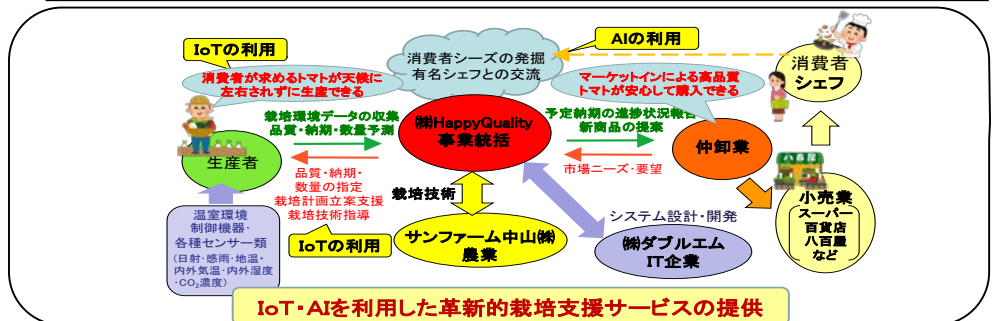 IoTの利用
消費者が求めるトマトが天候に
左右されずに生産できる
消費者シーズの発掘
有名シェフとの交流
AIの利用
マーケットインによる高品質
トマトが安心して購入できる
消費者
シェフ
栽培環境データの収集
品質・納期・数量予測
㈱HappyQuality
事業統括
予定納期の進捗状況報告
新商品の提案
仲卸業
生産者
品質・納期・
数量の指定
栽培計画立案支援
栽培技術指導
市場ニーズ・要望
栽培技術
八百屋
小売業
スーパー
百貨店
八百屋
など
温室環境
制御機器・
各種センサー類
(日射・感雨・地温・
内外気温・内外湿度
・CO₂濃度)
IoTの利用
サンファーム中山㈱
農業
システム設計・開発
㈱ダブルエム
IT企業
IoT・AIを利用した革新的栽培支援サービスの提供